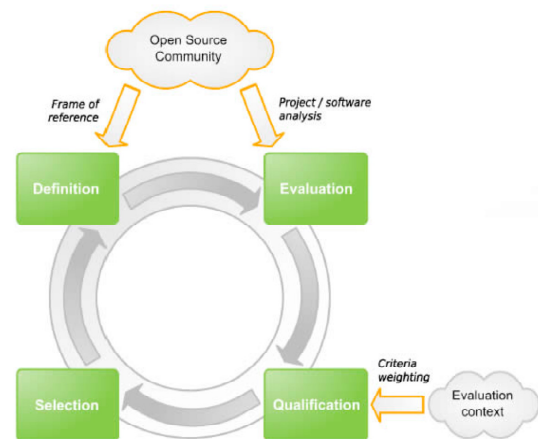 Open Source
Community
Frame of
reference
Project / software
analysis
Definition
Evaluation
Criteria
weighting
Selection
Qualification
Evaluation
context